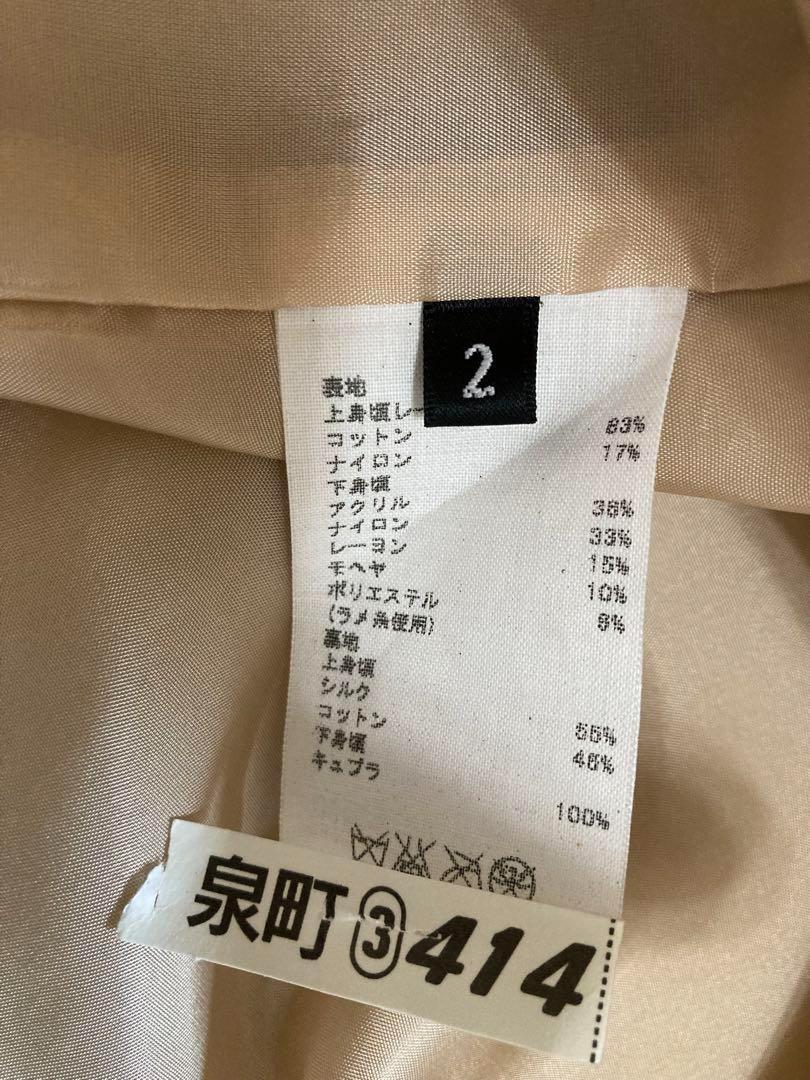 2
表地
上身頃レー
コットン 83%
ナイロン 17%
下身頃
アクリル 36%
ナイロン 33%
レーヨン 15%
モヘヤ 10%
ポリエステル 6%
(ラメ糸使用)
裏地
上身頃
シルク 55%
コットン 45%
下身頃
キュプラ 100%
泉町③414